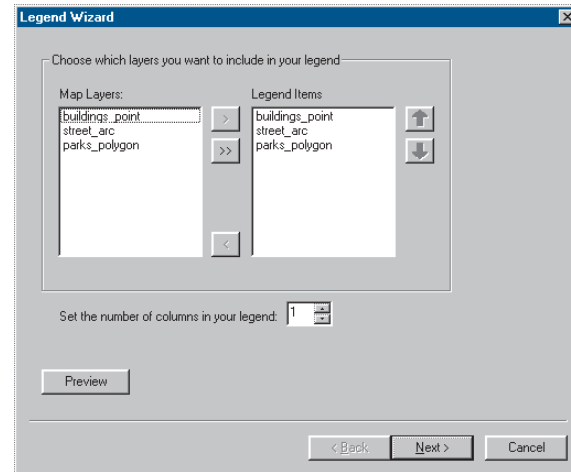 Legend Wizard
Choose which layers you want to include in your legend
Map Layers:
buildings_point
street_arc
parks_polygon
>
>>
<
Legend Items
buildings_point
street_arc
parks_polygon
Set the number of columns in your legend: 1
Preview
< Back
Next >
Cancel